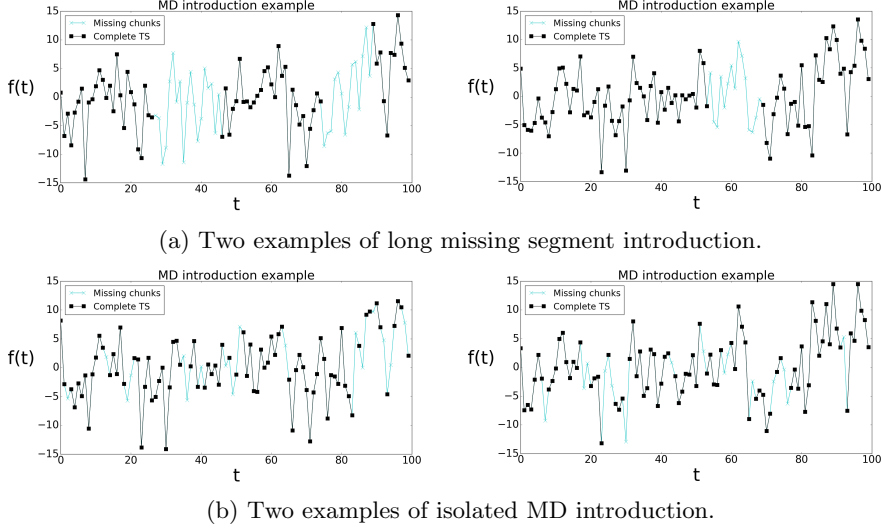 MD introduction example
MD introduction example
15
10
5
0
−5
−10
−15
f(t)
Missing chunks
Complete TS
0
20
40
60
80
100
t
15
10
5
0
−5
−10
−15
f(t)
Missing chunks
Complete TS
0
20
40
60
80
100
t
(a) Two examples of long missing segment introduction.
MD introduction example
MD introduction example
15
10
5
0
−5
−10
−15
f(t)
Missing chunks
Complete TS
0
20
40
60
80
100
t
15
10
5
0
−5
−10
−15
f(t)
Missing chunks
Complete TS
0
20
40
60
80
100
t
(b) Two examples of isolated MD introduction.